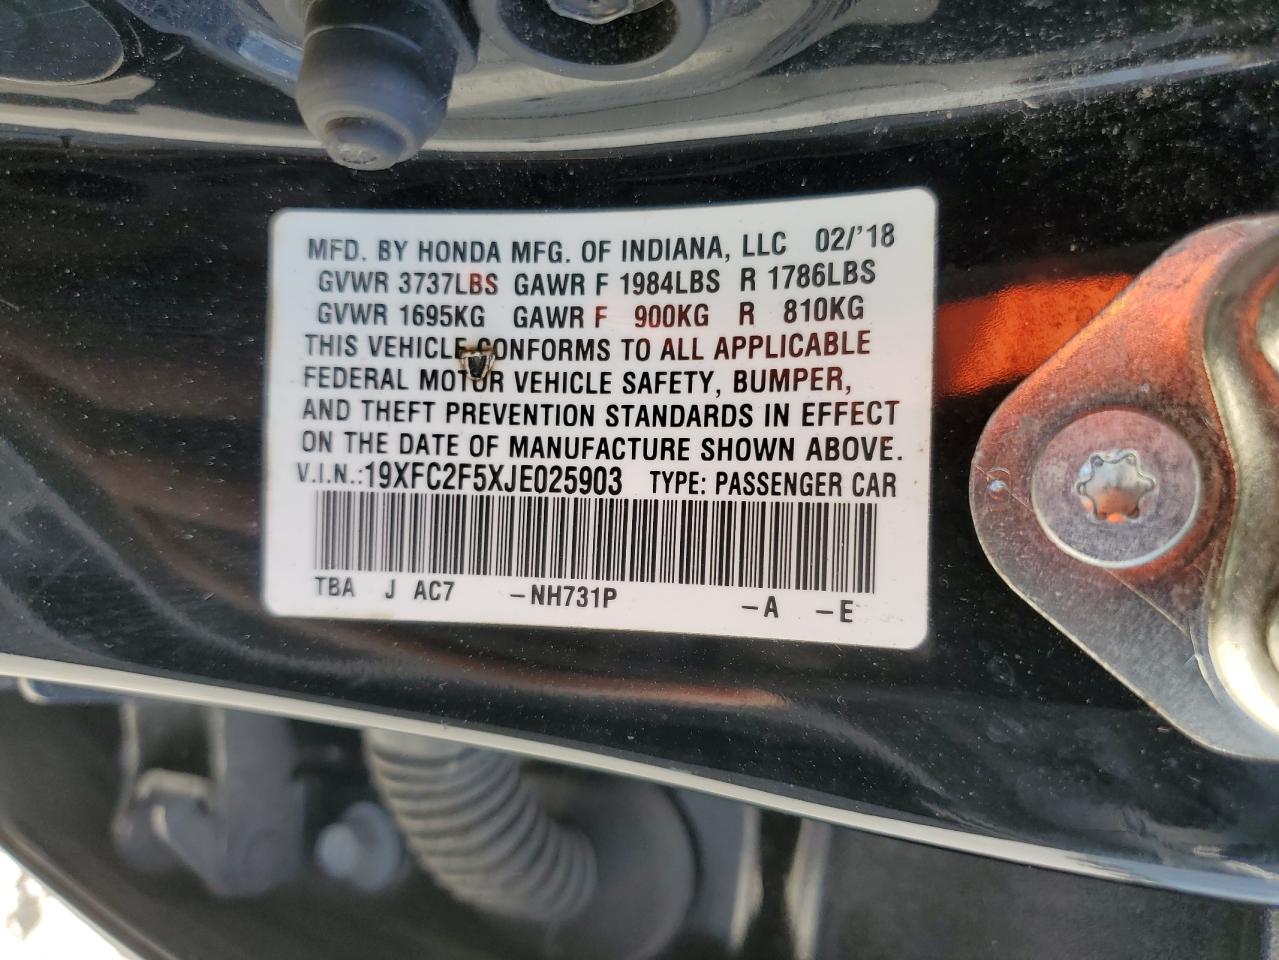 MFD. BY HONDA MFG. OF INDIANA, LLC 02/'18
GVWR 3737LBS GAWR F 1984LBS R 1786LBS
GVWR 1695KG GAWR F 900KG R 810KG
THIS VEHICLE CONFORMS TO ALL APPLICABLE
FEDERAL MOTOR VEHICLE SAFETY, BUMPER,
AND THEFT PREVENTION STANDARDS IN EFFECT
ON THE DATE OF MANUFACTURE SHOWN ABOVE.
V.I.N.:19XFC2F5XJE025903 TYPE: PASSENGER CAR
TBA J AC7 -NH731P -A -E